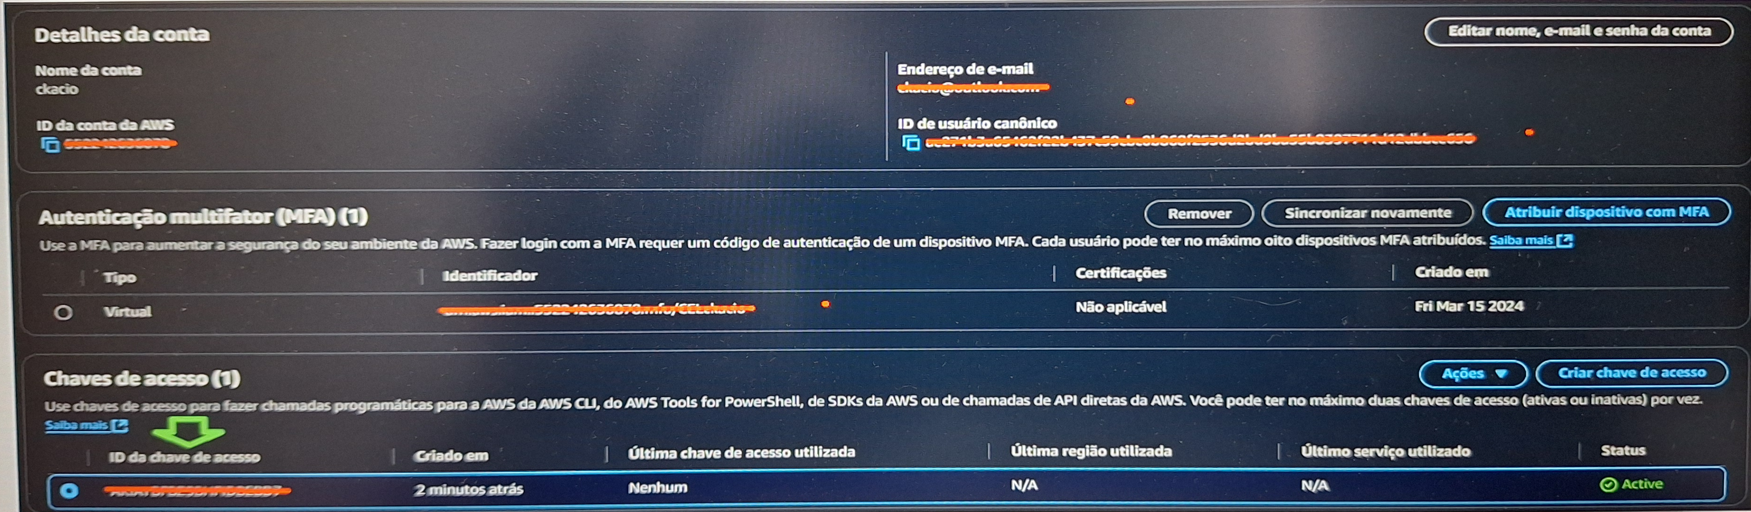 Detalhes da conta
Editar nome, e-mail e senha da conta
Nome da conta
ckacio
Endereço de e-mail
ID da conta da AWS
ID de usuário canônico
Autenticação multifator (MFA) (1)
Remover
Sincronizar novamente
Atribuir dispositivo com MFA
Use a MFA para aumentar a segurança do seu ambiente da AWS. Fazer login com a MFA requer um código de autenticação de um dispositivo MFA. Cada usuário pode ter no máximo oito dispositivos MFA atribuídos. Saiba mais
Tipo
Identificador
Certificações
Criado em
Virtual
Não aplicável
Fri Mar 15 2024
Chaves de acesso (1)
Ações
Criar chave de acesso
Use chaves de acesso para fazer chamadas programáticas para a AWS da AWS CLI, do AWS Tools for PowerShell, de SDKs da AWS ou de chamadas de API diretas da AWS. Você pode ter no máximo duas chaves de acesso (ativas ou inativas) por vez.
Saiba mais
ID da chave de acesso
Criado em
Última chave de acesso utilizada
Última região utilizada
Último serviço utilizado
Status
2 minutos atrás
Nenhum
N/A
N/A
Active